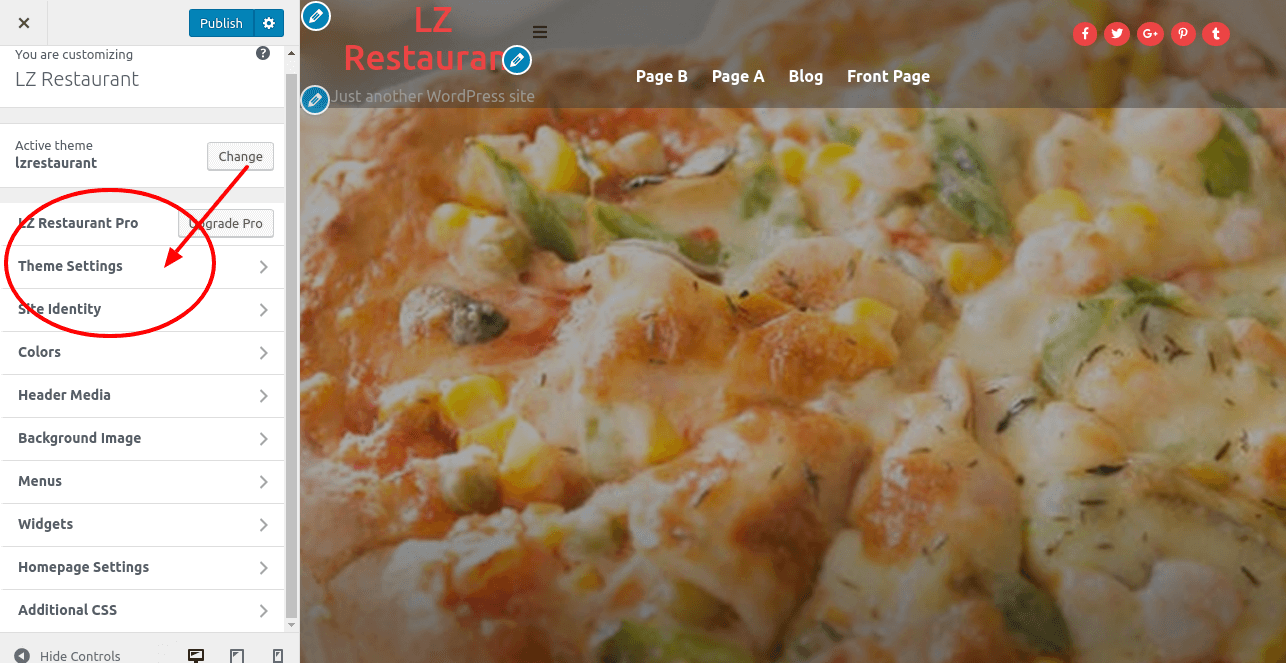 Publish
You are customizing
LZ Restaurant
Active theme
lzrestaurant
Change
LZ Restaurant Pro
Upgrade Pro
Theme Settings
Site Identity
Colors
Header Media
Background Image
Menus
Widgets
Homepage Settings
Additional CSS
Hide Controls
LZ
Restaurant
Just another WordPress site
Page B Page A Blog Front Page